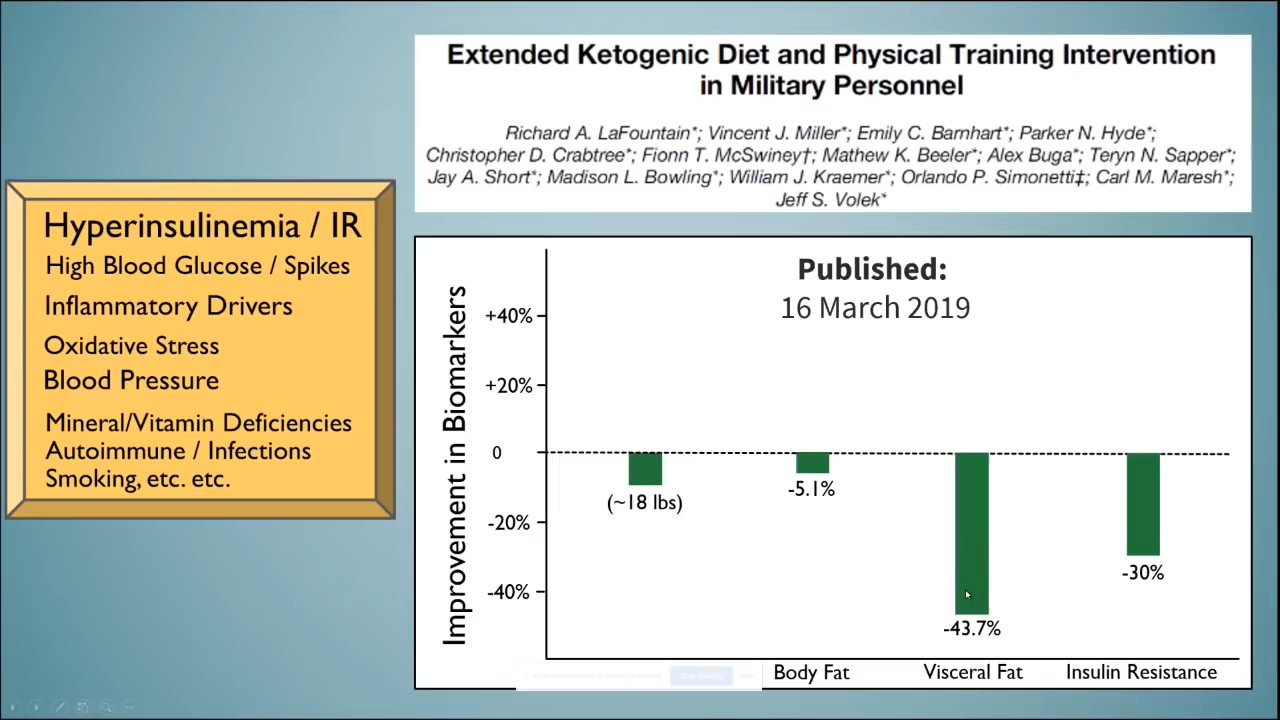 Extended Ketogenic Diet and Physical Training Intervention
in Military Personnel
Richard A. LaFountain*; Vincent J. Miller*; Emily C. Barnhart*; Parker N. Hyde*;
Christopher D. Crabtree*; Fionn T. McSwiney†; Mathew K. Beeler*; Alex Buga*; Teryn N. Sapper*;
Jay A. Short*; Madison L. Bowling*; William J. Kraemer*; Orlando P. Simonetti‡; Carl M. Maresh*;
Jeff S. Volek*
Hyperinsulinemia / IR
High Blood Glucose / Spikes
Inflammatory Drivers
Oxidative Stress
Blood Pressure
Mineral/Vitamin Deficiencies
Autoimmune / Infections
Smoking, etc. etc.
Published:
16 March 2019
Improvement in Biomarkers
+40%
+20%
0
-20%
-40%
(~18 lbs)
-5.1%
-43.7%
-30%
Body Fat
Visceral Fat
Insulin Resistance